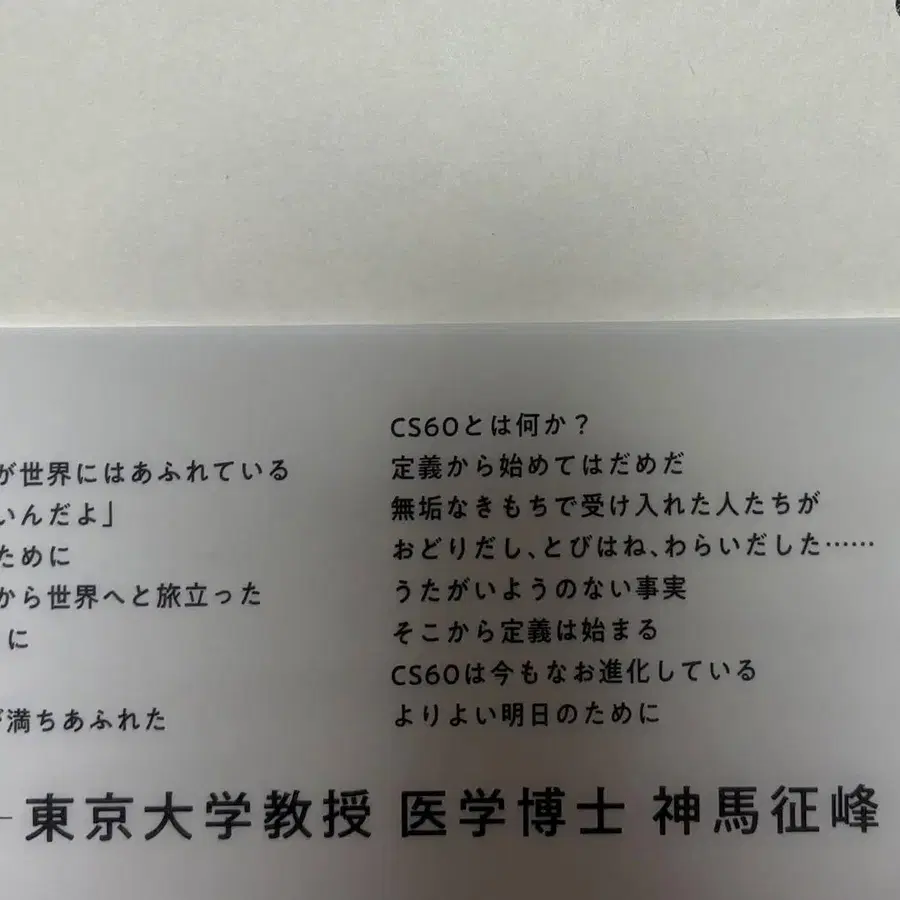 が世界にはあふれている
いんだよ」
ために
から世界へと旅立った
に
満ちあふれた
CS60とは何か？
定義から始めてはだめだ
無垢なきもちで受け入れた人たちが
おどりだし、とびはね、わらいだした……
うたがいようのない事実
そこから定義は始まる
CS60は今もなお進化している
よりよい明日のために
東京大学教授 医学博士 神馬征峰